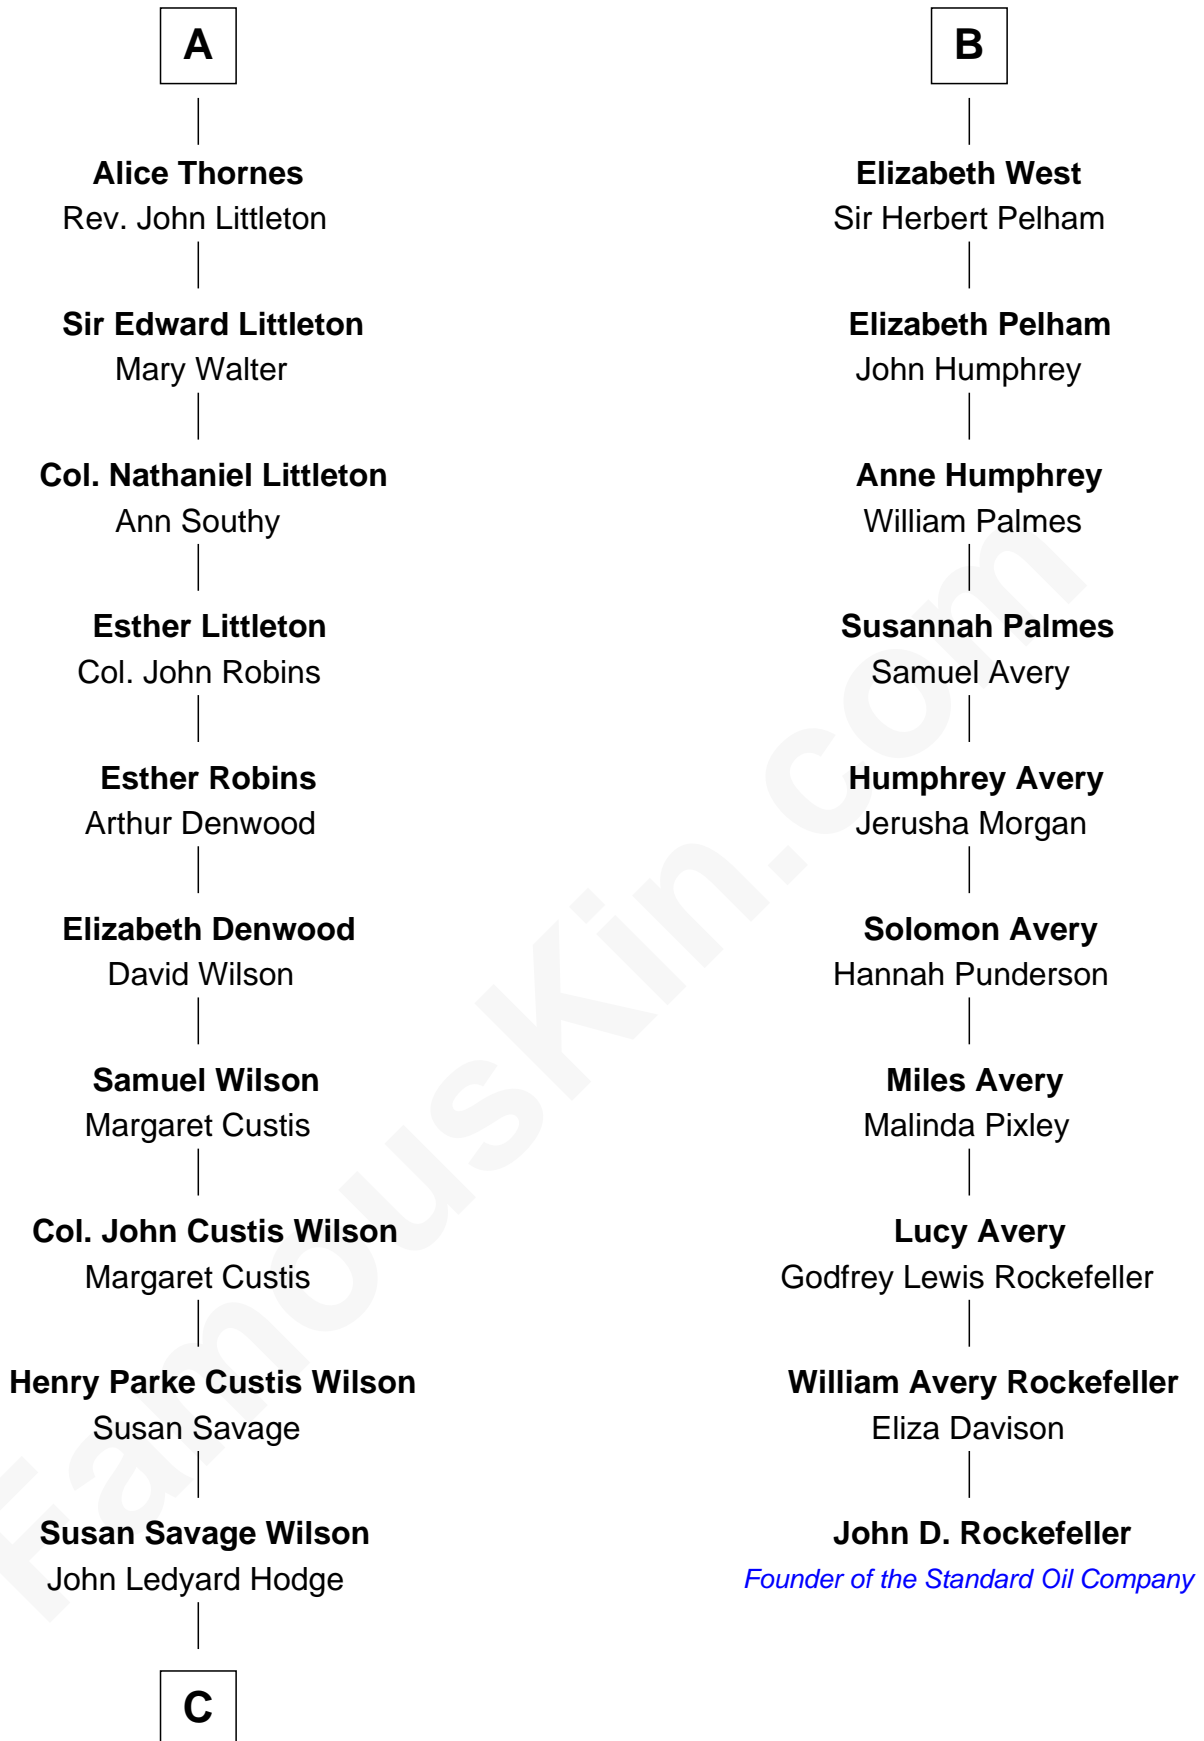 A
Alice Thornes
Rev. John Littleton
Sir Edward Littleton
Mary Walter
Col. Nathaniel Littleton
Ann Southy
Esther Littleton
Col. John Robins
Esther Robins
Arthur Denwood
Elizabeth Denwood
David Wilson
Samuel Wilson
Margaret Custis
Col. John Custis Wilson
Margaret Custis
Henry Parke Custis Wilson
Susan Savage
Susan Savage Wilson
John Ledyard Hodge
C
B
Elizabeth West
Sir Herbert Pelham
Elizabeth Pelham
John Humphrey
Anne Humphrey
William Palmes
Susannah Palmes
Samuel Avery
Humphrey Avery
Jerusha Morgan
Solomon Avery
Hannah Punderson
Miles Avery
Malinda Pixley
Lucy Avery
Godfrey Lewis Rockefeller
William Avery Rockefeller
Eliza Davison
John D. Rockefeller
Founder of the Standard Oil Company
FamousKin.com